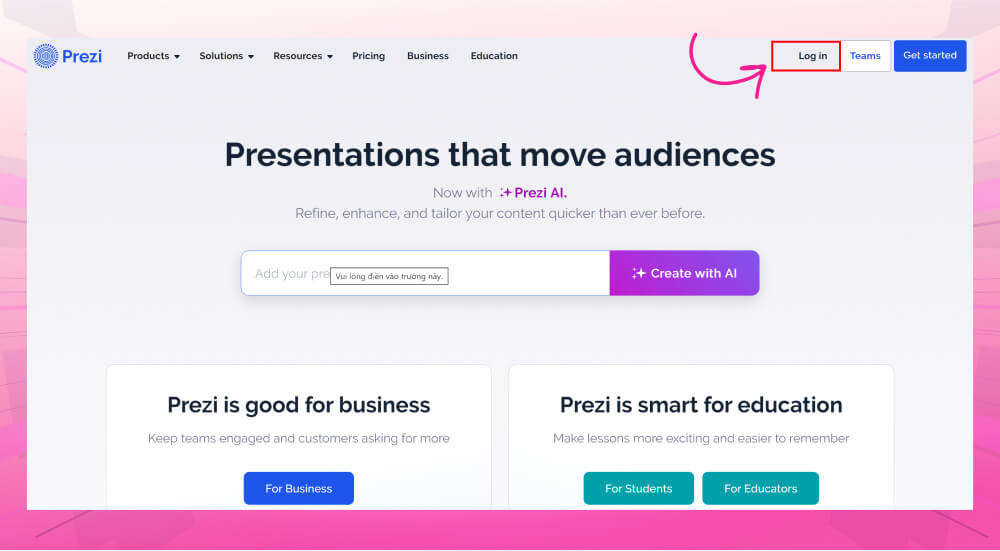 Prezi Products Solutions Resources Pricing Business Education Log in Teams Get started
Presentations that move audiences
Now with Prezi AI.
Refine, enhance, and tailor your content quicker than ever before.
Add your pre
Vui lòng điền vào trường này.
Create with AI
Prezi is good for business
Keep teams engaged and customers asking for more
For Business
Prezi is smart for education
Make lessons more exciting and easier to remember
For Students For Educators